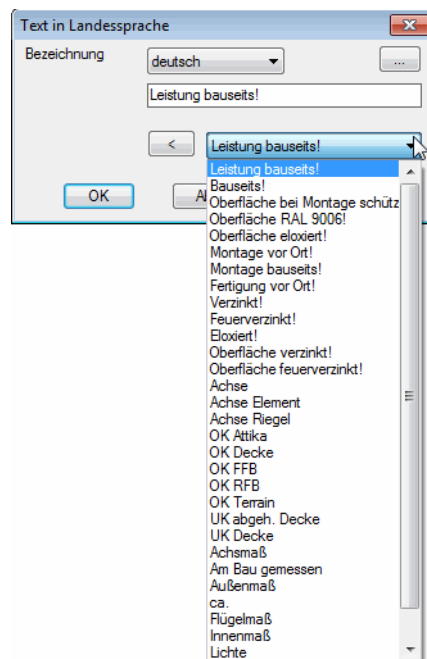 Text in Landessprache
Bezeichnung
deutsch
...
Leistung bauseits!
<
Leistung bauseits!
OK
Leistung bauseits!
Bauseits!
Oberfläche bei Montage schütz
Oberfläche RAL 9006!
Oberfläche eloxiert!
Montage vor Ort!
Montage bauseits!
Fertigung vor Ort!
Verzinkt!
Feuerverzinkt!
Eloxiert!
Oberfläche verzinkt!
Oberfläche feuerverzinkt!
Achse
Achse Element
Achse Riegel
OK Attika
OK Decke
OK FFB
OK RFB
OK Terrain
UK abgeh. Decke
UK Decke
Achsmaß
Am Bau gemessen
Außenmaß
ca.
Flügelmaß
Innenmaß
Lichte